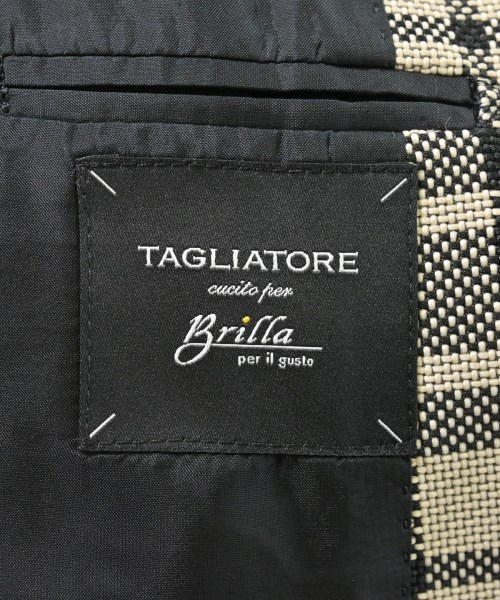 TAGLIATORE
cucito per
Brilla
per il gusto